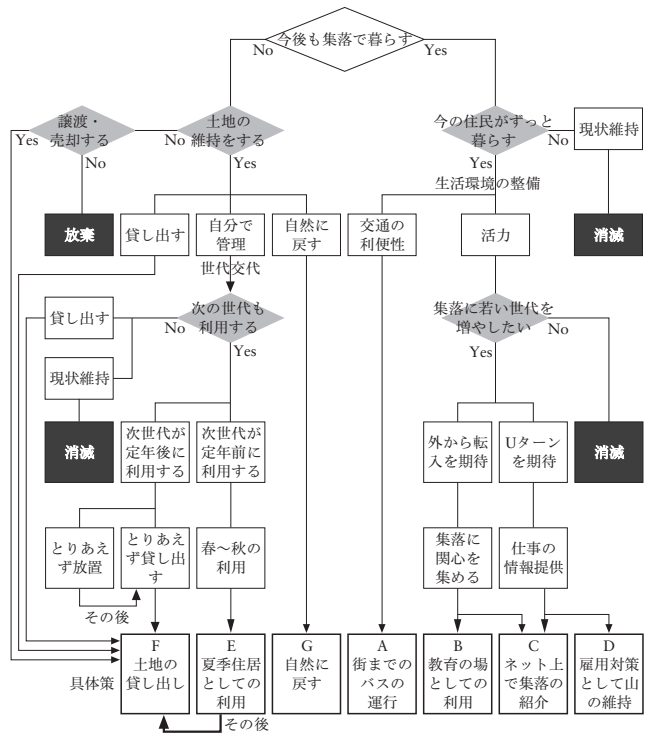 今後も集落で暮らす
No
Yes
譲渡・
売却する
土地の
維持をする
今の住民がずっと
暮らす
現状維持
Yes
No
No
Yes
Yes
No
生活環境の整備
放棄
貸し出す
自分で
管理
自然に
戻す
交通の
利便性
活力
消滅
世代交代
貸し出す
次の世代も
利用する
集落に若い世代を
増やしたい
No
Yes
No
Yes
現状維持
消滅
次世代が
定年後に
利用する
次世代が
定年前に
利用する
外から転
入を期待
Uターン
を期待
消滅
とりあえ
ず放置
とりあえ
ず貸し出
す
春〜秋の
利用
集落に
関心を
集める
仕事の
情報提供
その後
具体策
F
土地の
貸し出し
E
夏季住居
としての
利用
G
自然に
戻す
A
街までの
バスの
運行
B
教育の場
としての
利用
C
ネット上
で集落の
紹介
D
雇用対策
として山
の維持
その後